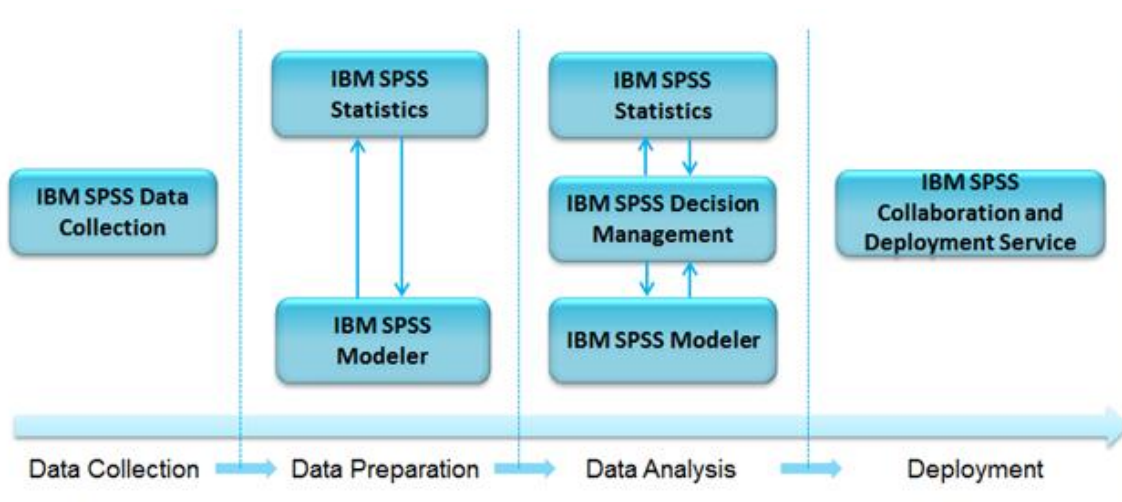 IBM SPSS Data
Collection
IBM SPSS
Statistics
IBM SPSS
Modeler
IBM SPSS
Statistics
IBM SPSS Decision
Management
IBM SPSS Modeler
IBM SPSS
Collaboration and
Deployment Service
Data Collection
Data Preparation
Data Analysis
Deployment